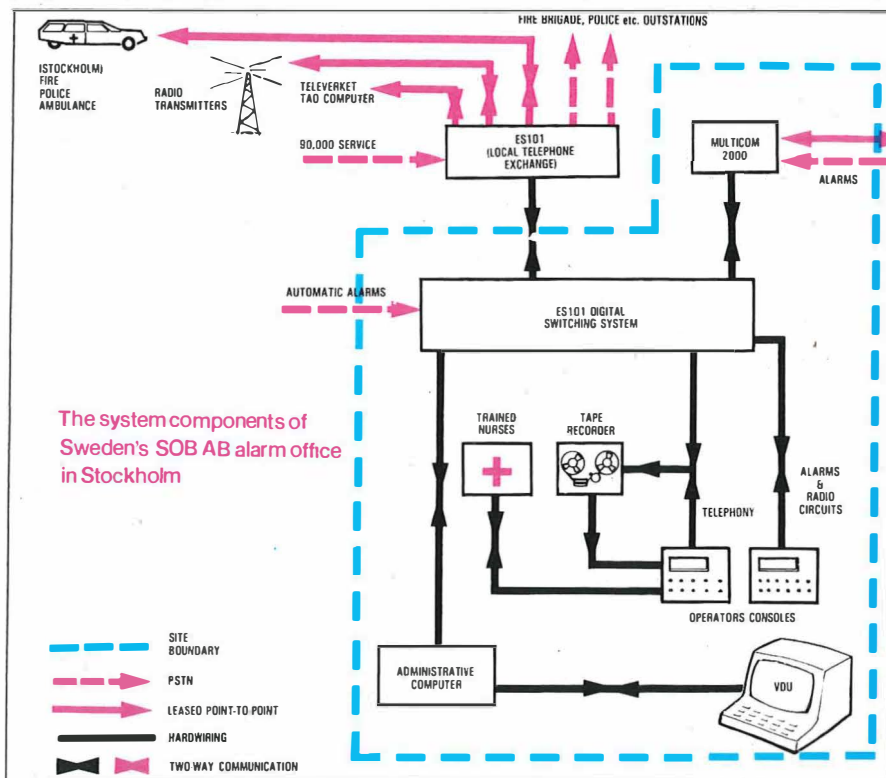 FIRE BRIGADE, POLICE etc. OUTSTATIONS
(STOCKHOLM)
FIRE
POLICE
AMBULANCE
RADIO
TRANSMITTERS
TELEVERKET
TAO COMPUTER
90,000 SERVICE
ES101
(LOCAL TELEPHONE
EXCHANGE)
MULTICOM
2000
ALARMS
AUTOMATIC ALARMS
ES101 DIGITAL
SWITCHING SYSTEM
The system components of
Sweden's SOB AB alarm office
in Stockholm
TRAINED
NURSES
TAPE
RECORDER
TELEPHONY
ALARMS
&
RADIO
CIRCUITS
OPERATORS CONSOLES
ADMINISTRATIVE
COMPUTER
VDU
SITE
BOUNDARY
PSTN
LEASED POINT-TO-POINT
HARDWIRING
TWO-WAY COMMUNICATION